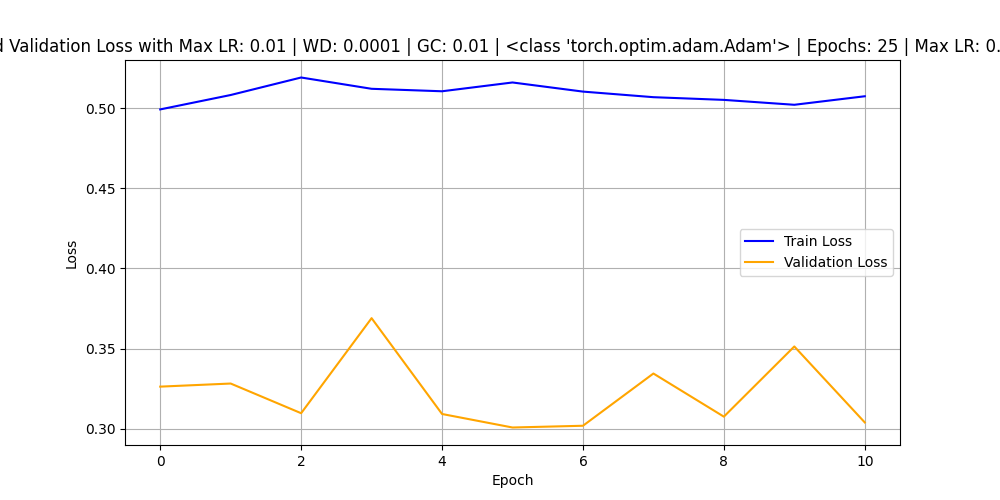 Validation Loss with Max LR: 0.01 | WD: 0.0001 | GC: 0.01 | <class 'torch.optim.adam.Adam'> | Epochs: 25 | Max LR: 0.
0.50
0.45
0.40
0.35
0.30
Loss
Train Loss
Validation Loss
0 2 4 6 8 10
Epoch